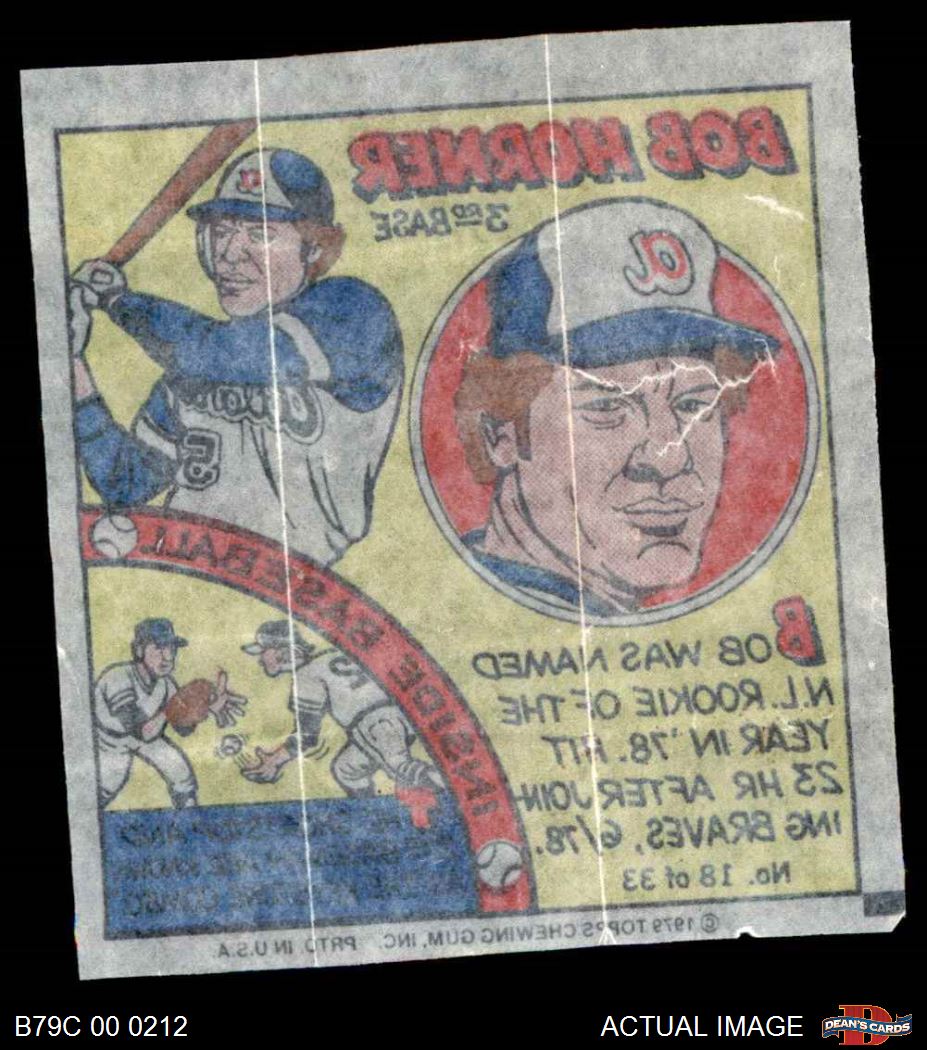 BOB HORNER
3RD BASE
a
Braves
5
BOB WAS NAMED
N.L. ROOKIE OF THE
YEAR IN '78. HIT
23 HR AFTER JOIN-
ING BRAVES, 6/78.
No. 18 of 33
INSIDE BASEBALL
© 1979 TOPPS CHEWING GUM, INC. PRTD. IN U.S.A.
B79C 00 0212
ACTUAL IMAGE
DEAN'S CARDS